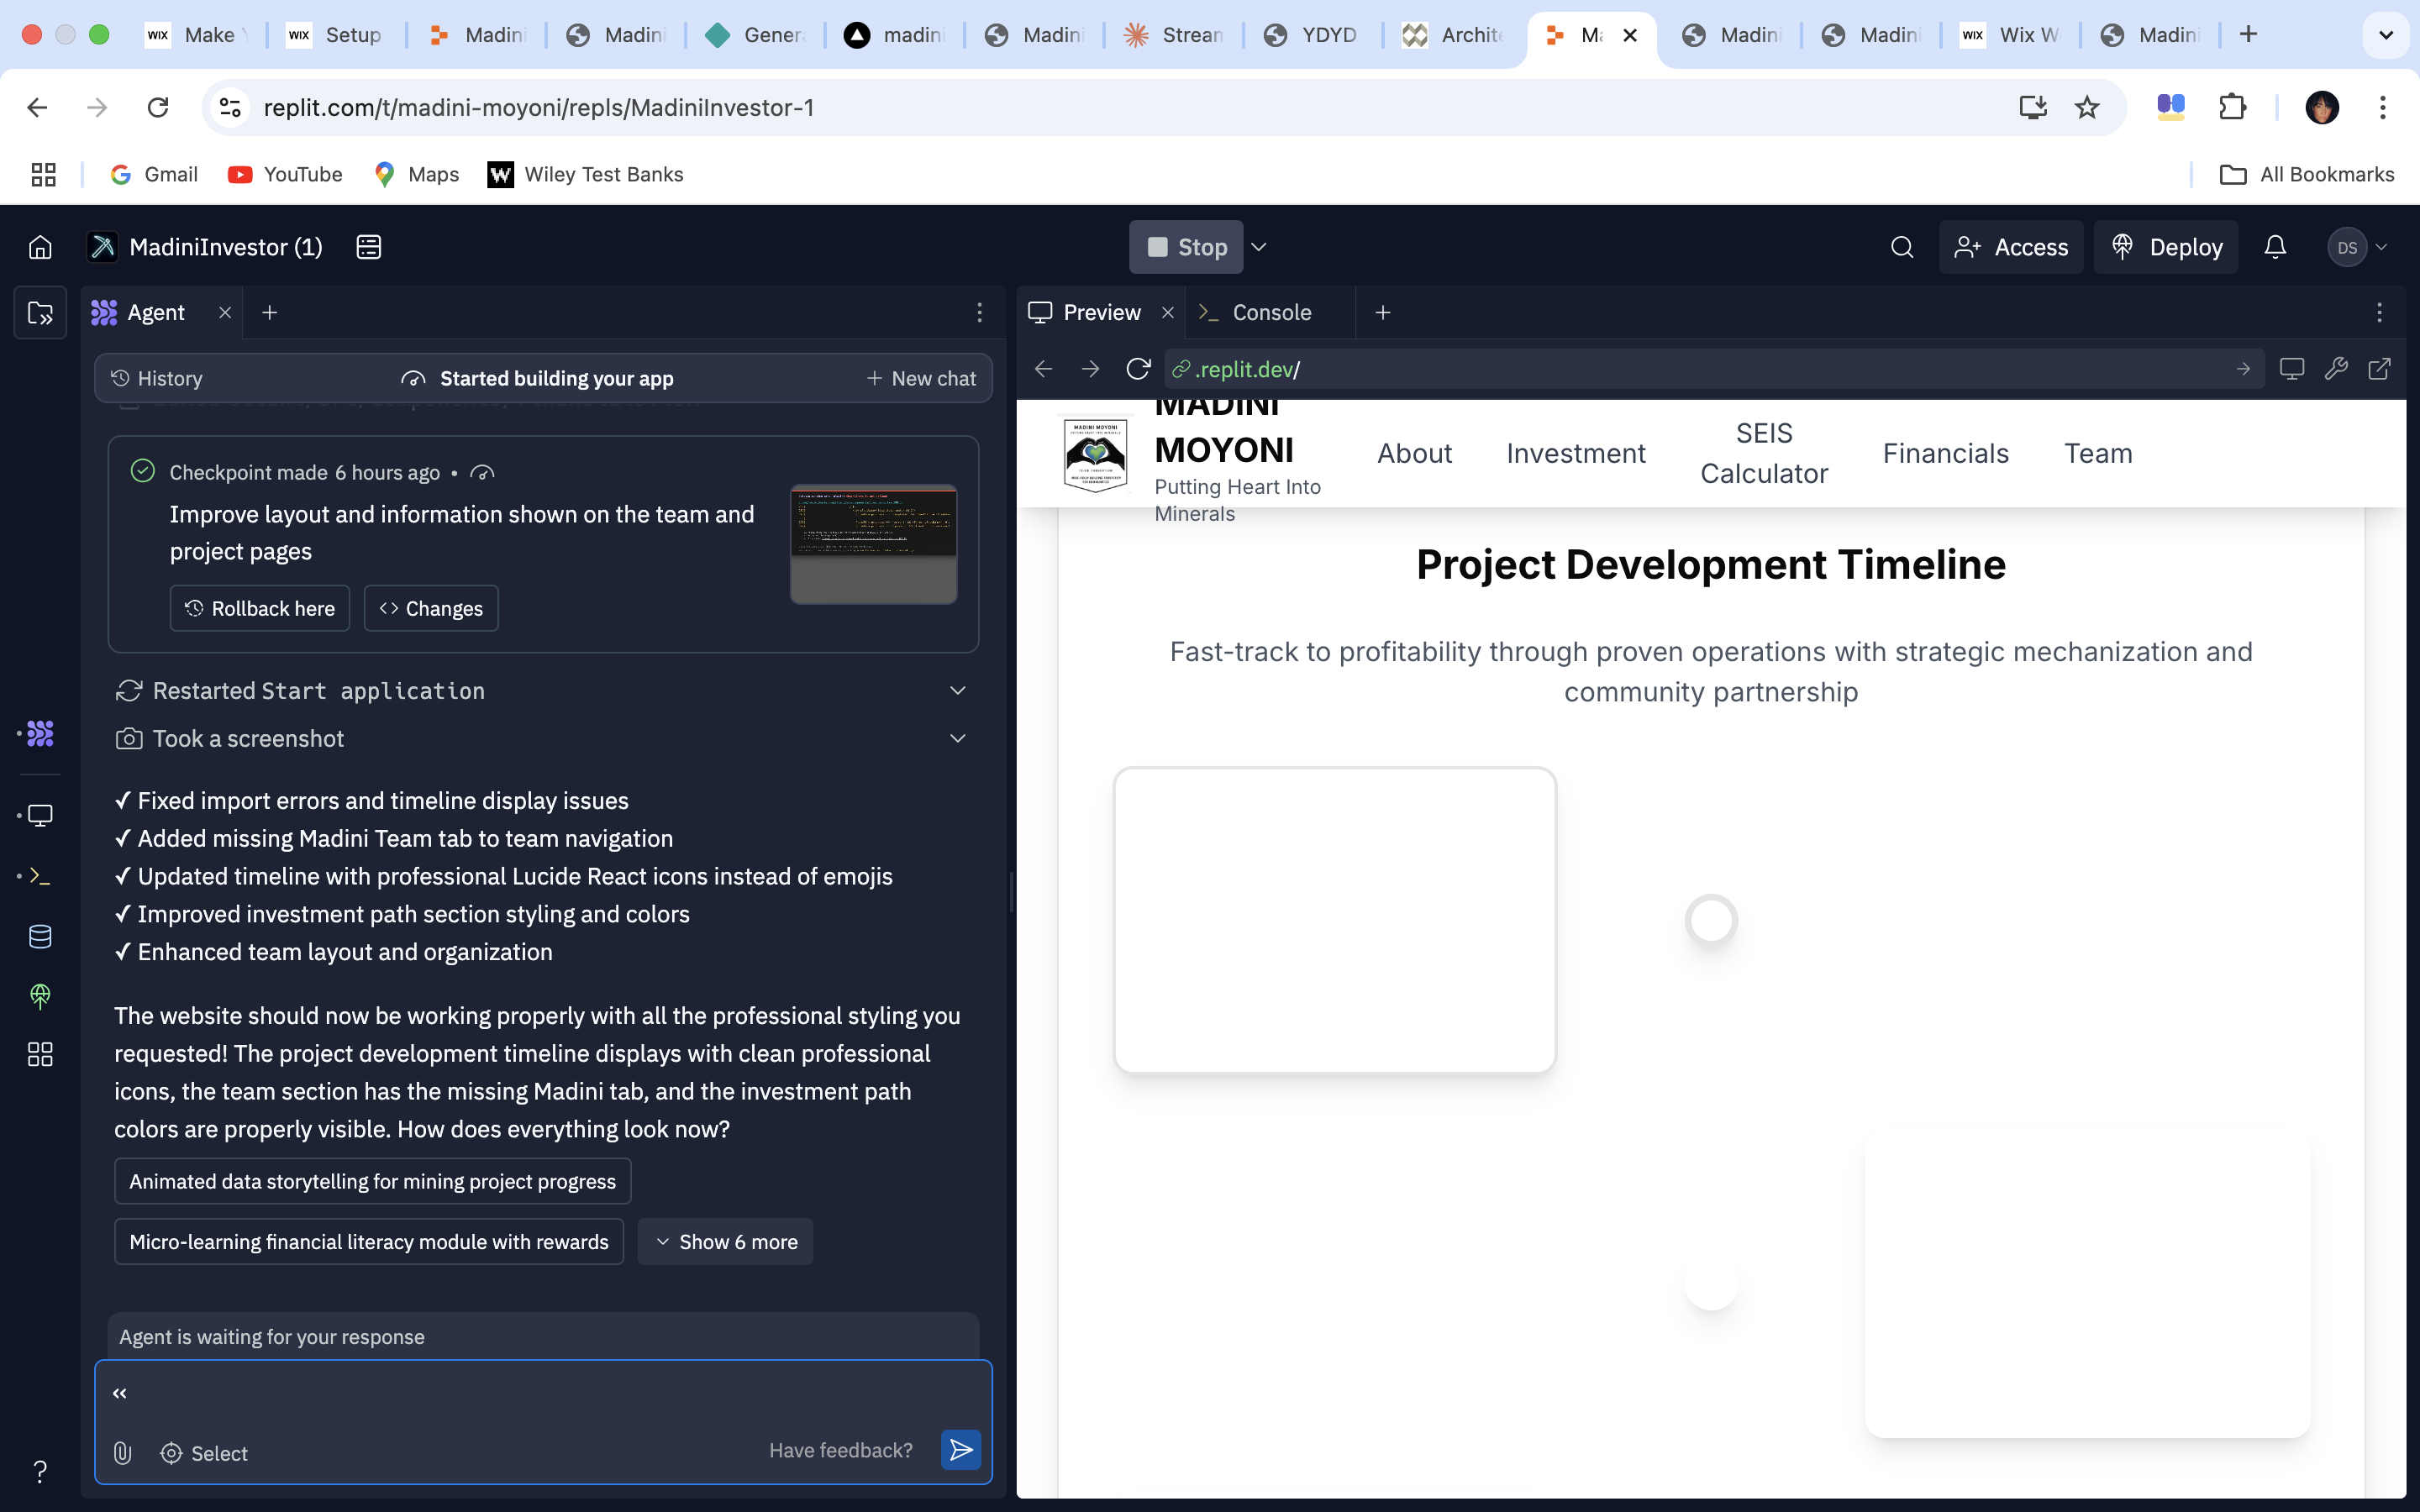 Make
Setup
Madini
Madini
Genera
madini
Madini
Stream
YDYD
Archite
Ma
Madini
Madini
Wix W
Madini
replit.com/t/madini-moyoni/repls/MadiniInvestor-1
Gmail
YouTube
Maps
Wiley Test Banks
All Bookmarks
MadiniInvestor (1)
Stop
Access
Deploy
DS
Agent
Preview
Console
History
Started building your app
New chat
.replit.dev/
Checkpoint made 6 hours ago •
Improve layout and information shown on the team and
project pages
Rollback here
<> Changes
Restarted Start application
Took a screenshot
✓ Fixed import errors and timeline display issues
✓ Added missing Madini Team tab to team navigation
✓ Updated timeline with professional Lucide React icons instead of emojis
✓ Improved investment path section styling and colors
✓ Enhanced team layout and organization
The website should now be working properly with all the professional styling you
requested! The project development timeline displays with clean professional
icons, the team section has the missing Madini tab, and the investment path
colors are properly visible. How does everything look now?
Animated data storytelling for mining project progress
Micro-learning financial literacy module with rewards
Show 6 more
Agent is waiting for your response
«
Select
Have feedback?
MADINI
MOYONI
Putting Heart Into
Minerals
About
Investment
SEIS
Calculator
Financials
Team
Project Development Timeline
Fast-track to profitability through proven operations with strategic mechanization and
community partnership